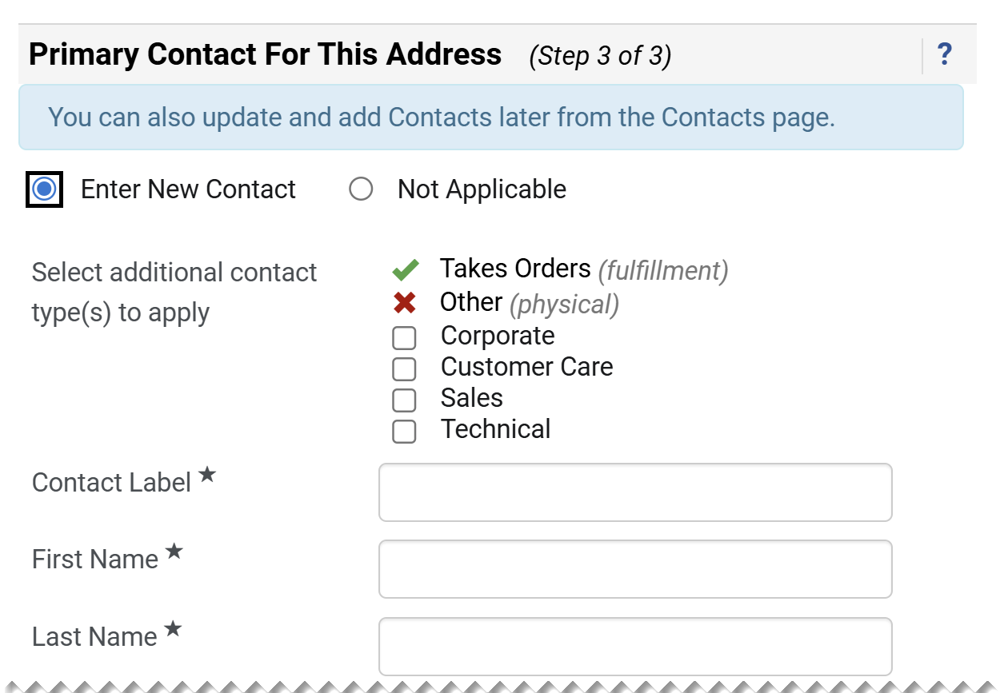 Primary Contact For This Address (Step 3 of 3) ?
You can also update and add Contacts later from the Contacts page.
Enter New Contact Not Applicable
Select additional contact
type(s) to apply
Takes Orders (fulfillment)
Other (physical)
Corporate
Customer Care
Sales
Technical
Contact Label ★
First Name ★
Last Name ★